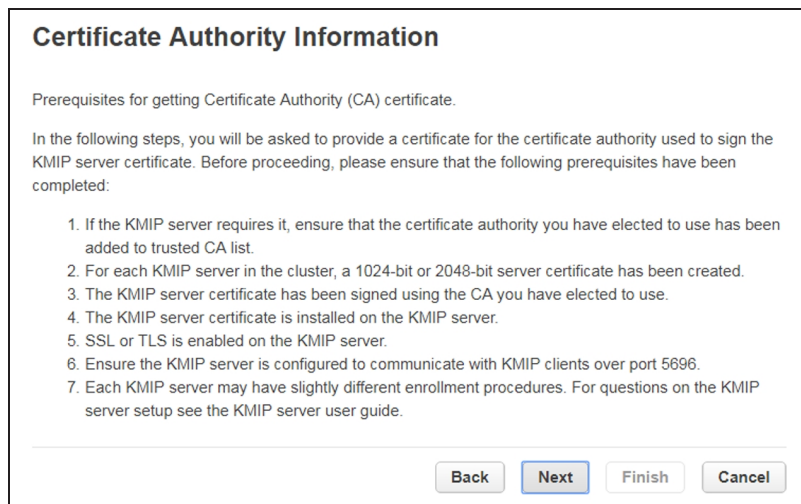 Certificate Authority Information
Prerequisites for getting Certificate Authority (CA) certificate.
In the following steps, you will be asked to provide a certificate for the certificate authority used to sign the
KMIP server certificate. Before proceeding, please ensure that the following prerequisites have been
completed:
1. If the KMIP server requires it, ensure that the certificate authority you have elected to use has been
added to trusted CA list.
2. For each KMIP server in the cluster, a 1024-bit or 2048-bit server certificate has been created.
3. The KMIP server certificate has been signed using the CA you have elected to use.
4. The KMIP server certificate is installed on the KMIP server.
5. SSL or TLS is enabled on the KMIP server.
6. Ensure the KMIP server is configured to communicate with KMIP clients over port 5696.
7. Each KMIP server may have slightly different enrollment procedures. For questions on the KMIP
server setup see the KMIP server user guide.
Back Next Finish Cancel